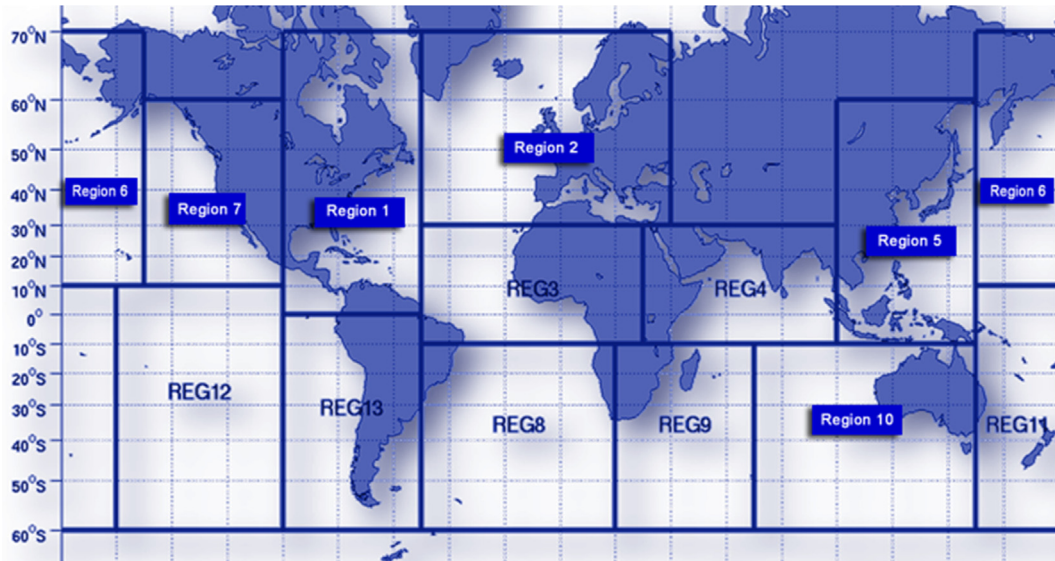 70°N
60°N
50°N
Region 2
40°N
Region 6
Region 6
Region 7
Region 1
30°N
Region 5
20°N
10°N
REG3
REG4
0°
10°S
20°S
REG12
30°S
REG13
Region 10
REG8
REG9
REG11
40°S
50°S
60°S